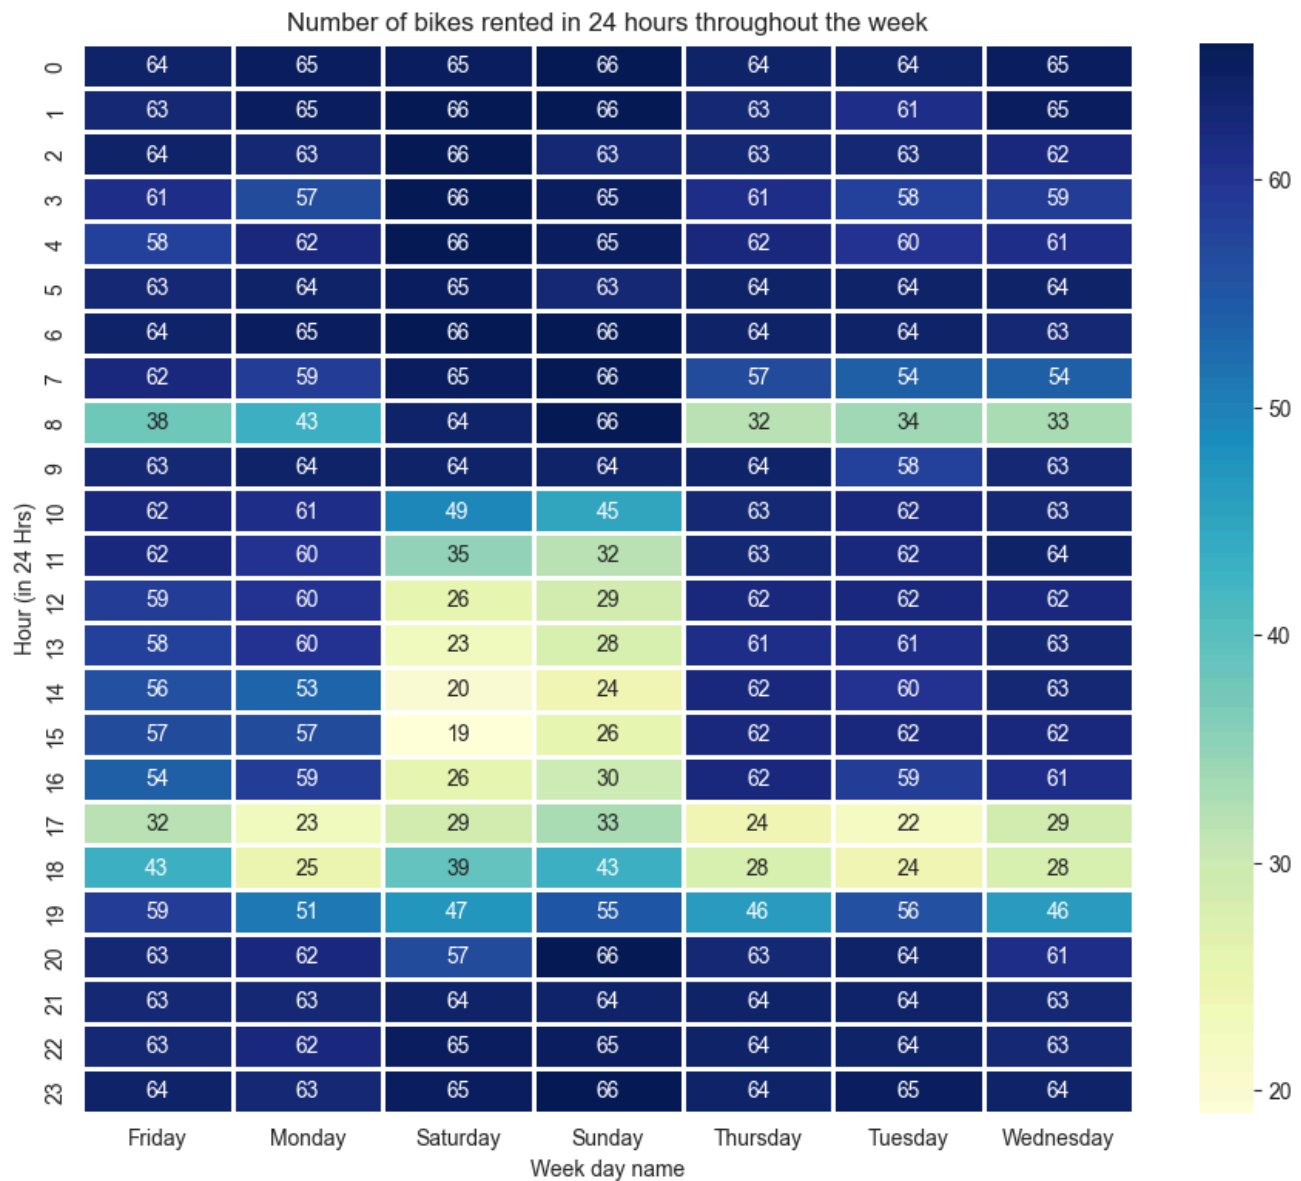 Number of bikes rented in 24 hours throughout the week
0 64 65 65 66 64 64 65
1 63 65 66 66 63 61 65
2 64 63 66 63 63 63 62
3 61 57 66 65 61 58 59
4 58 62 66 65 62 60 61
5 63 64 65 63 64 64 64
6 64 65 66 66 64 64 63
7 62 59 65 66 57 54 54
8 38 43 64 66 32 34 33
9 63 64 64 64 64 58 63
10 62 61 49 45 63 62 63
11 62 60 35 32 63 62 64
12 59 60 26 29 62 62 62
13 58 60 23 28 61 61 63
14 56 53 20 24 62 60 63
15 57 57 19 26 62 62 62
16 54 59 26 30 62 59 61
17 32 23 29 33 24 22 29
18 43 25 39 43 28 24 28
19 59 51 47 55 46 56 46
20 63 62 57 66 63 64 61
21 63 63 64 64 64 64 63
22 63 62 65 65 64 64 63
23 64 63 65 66 64 65 64
Friday Monday Saturday Sunday Thursday Tuesday Wednesday
Week day name
Hour (in 24 Hrs)
60
50
40
30
20